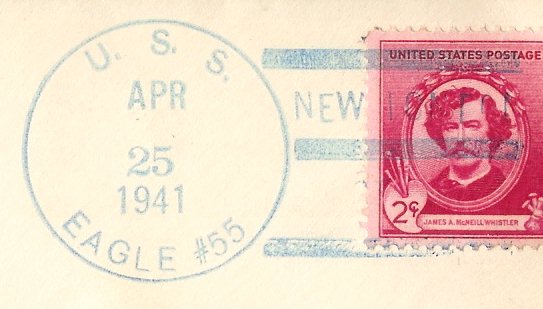 U. S. S.
APR
25
1941
EAGLE #55
NEW
UNITED STATES POSTAGE
2¢
JAMES A. MCNEILL WHISTLER